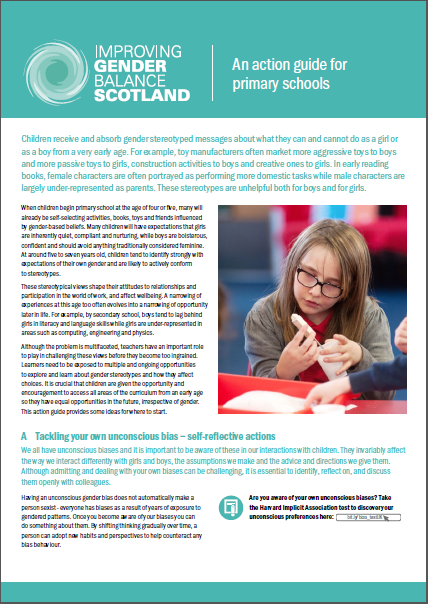 IMPROVING
GENDER
BALANCE
SCOTLAND
An action guide for
primary schools
Children receive and absorb gender stereotyped messages about what they can and cannot do as a girl or
as a boy from a very early age. For example, toy manufacturers often market more aggressive toys to boys
and more passive toys to girls, construction activities to boys and creative ones to girls. In early reading
books, female characters are often portrayed as performing more domestic tasks while male characters are
largely under-represented as parents. These stereotypes are unhelpful both for boys and for girls.
When children begin primary school at the age of four or five, many will
already be self-selecting activities, books, toys and friends influenced
by gender-based beliefs. Many children will have expectations that girls
are inherently quiet, compliant and nurturing, while boys are boisterous,
confident and should avoid anything traditionally considered feminine.
At around five to seven years old, children tend to identify strongly with
expectations of their own gender and are likely to actively conform
to stereotypes.
These stereotypical views shape their attitudes to relationships and
participation in the world of work, and affect wellbeing. A narrowing of
experiences at this age too often evolves into a narrowing of opportunity
later in life. For example, by secondary school, boys tend to lag behind
girls in literacy and language skills while girls are under-represented in
areas such as computing, engineering and physics.
Although the problem is multifaceted, teachers have an important role
to play in challenging these views before they become too ingrained.
Learners need to be exposed to multiple and ongoing opportunities
to explore and learn about gender stereotypes and how they affect
choices. It is crucial that children are given the opportunity and
encouragement to access all areas of the curriculum from an early age
so they have equal opportunities in the future, irrespective of gender.
This action guide provides some ideas for where to start.
A Tackling your own unconscious bias – self-reflective actions
We all have unconscious biases and it is important to be aware of these in our interactions with children. They invariably affect
the way we interact differently with girls and boys, the assumptions we make and the advice and directions we give them.
Although admitting and dealing with your own biases can be challenging, it is essential to identify, reflect on, and discuss
them openly with colleagues.
Having an unconscious gender bias does not automatically make a
person sexist - everyone has biases as a result of years of exposure to
gendered patterns. Once you become aware of your biases you can
do something about them. By shifting thinking gradually over time, a
person can adopt new habits and perspectives to help counteract any
bias behaviour.
Are you aware of your own unconscious biases? Take
the Harvard Implicit Association test to discover your
unconscious preferences here: